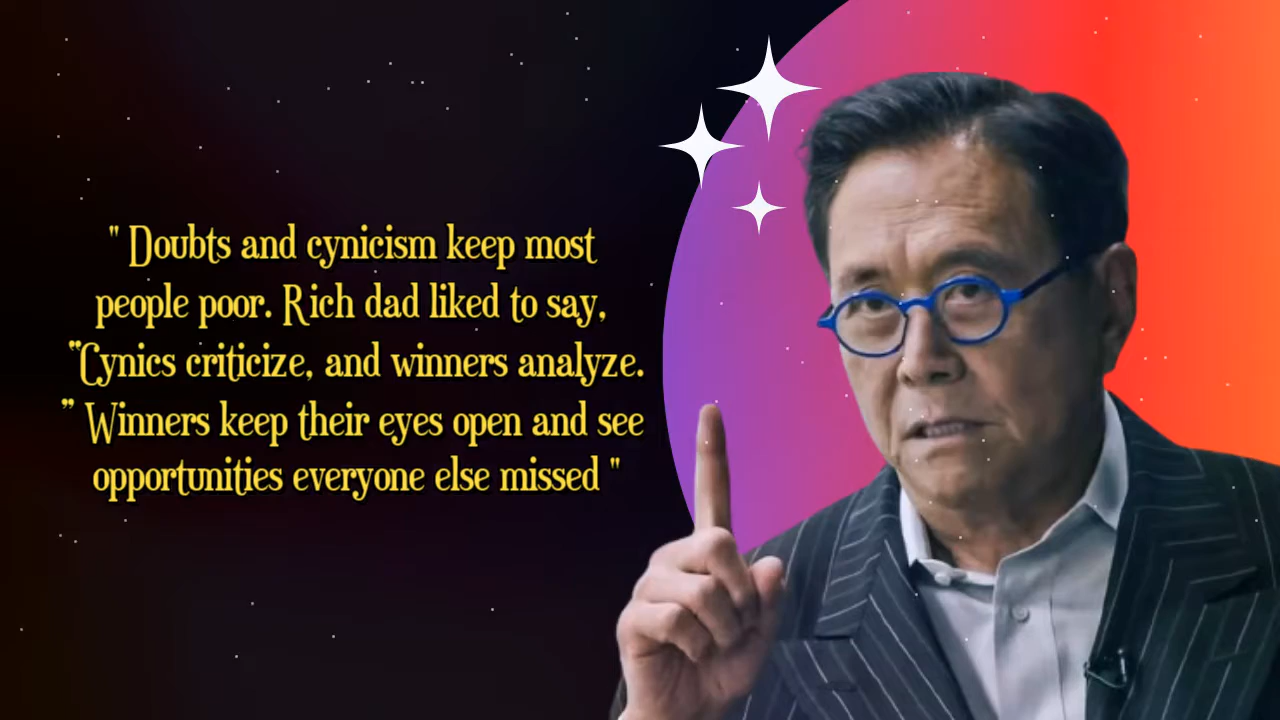 " Doubts and cynicism keep most
people poor. Rich dad liked to say,
"Cynics criticize, and winners analyze.
" Winners keep their eyes open and see
opportunities everyone else missed "